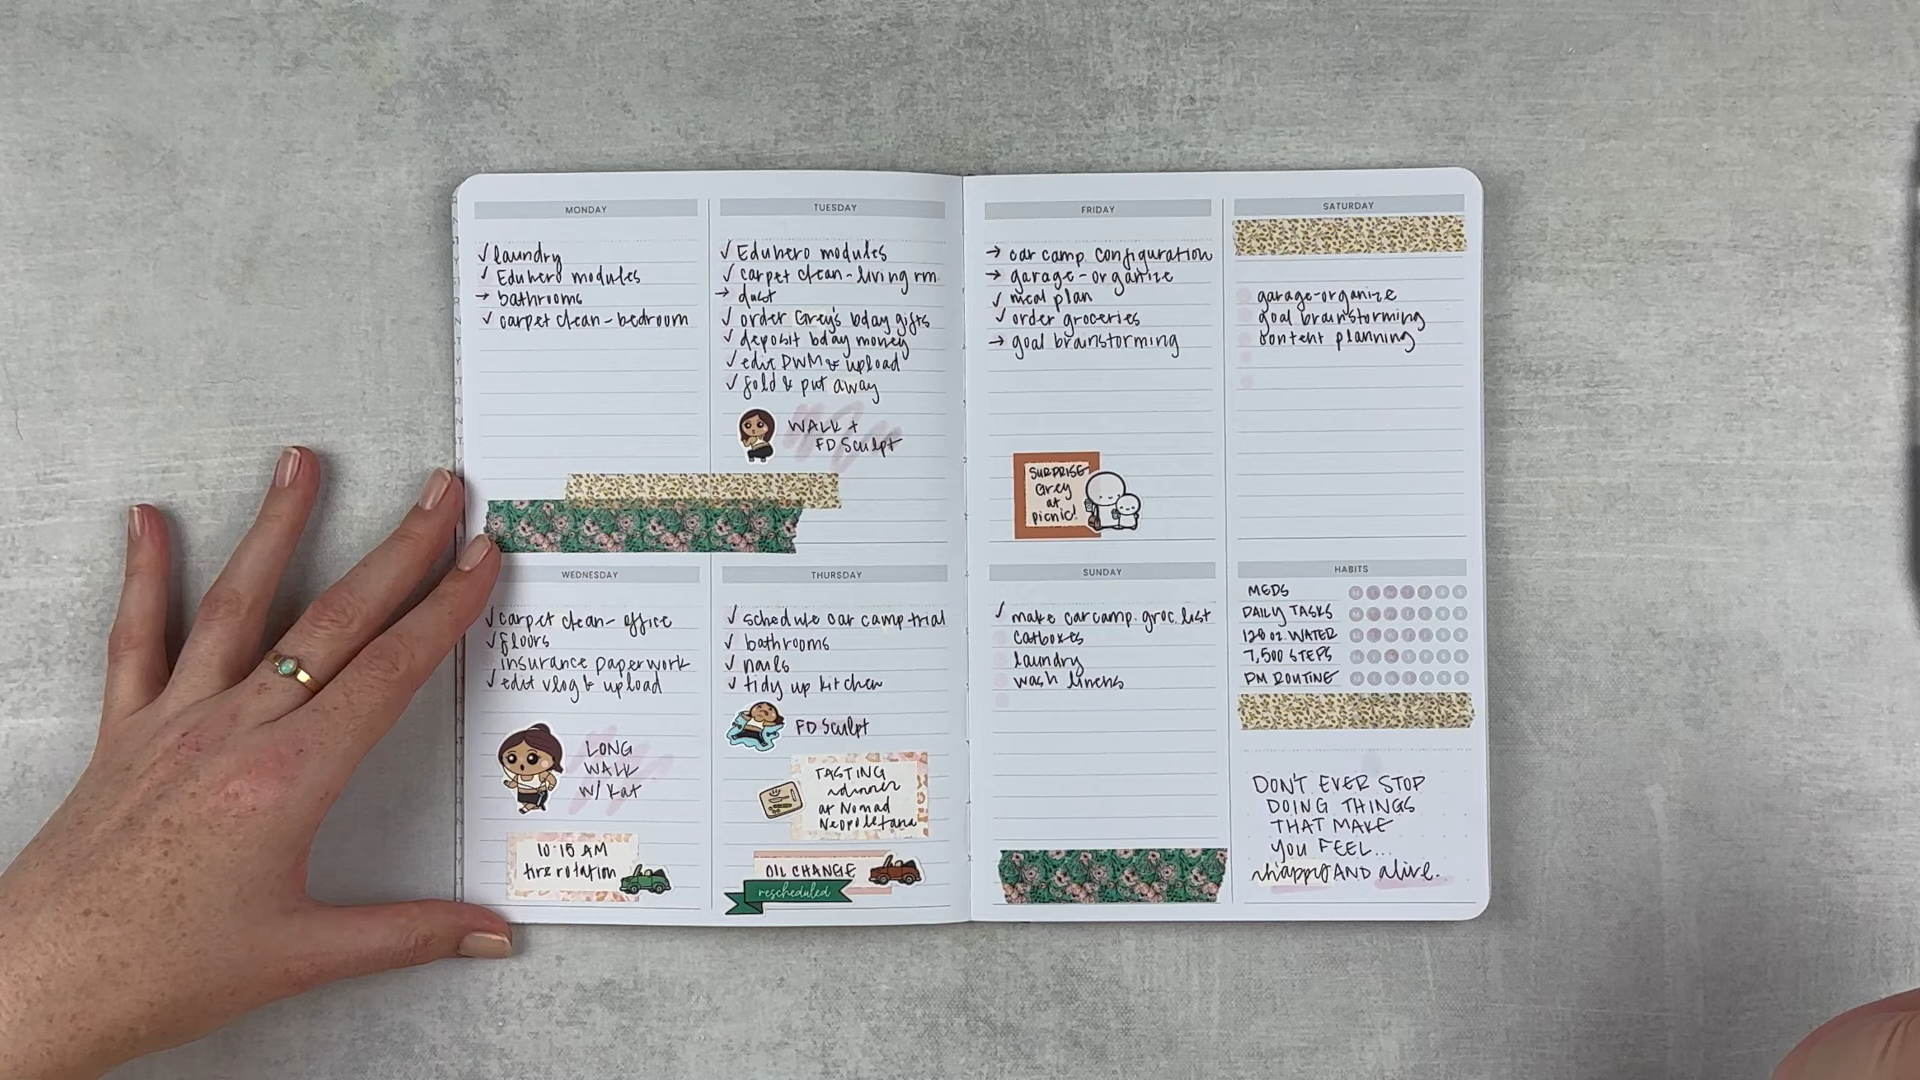 MONDAY
✓ laundry
✓ Eduhero modules
→ bathrooms
✓ carpet clean - bedroom
TUESDAY
✓ Eduhero modules
✓ carpet clean - living rm
→ dust
✓ order Grey's bday gifts
✓ deposit bday money
✓ edit DWM & upload
✓ fold & put away
WALK +
FD Sculpt
WEDNESDAY
✓ carpet clean - office
✓ floors
insurance paperwork
✓ edit vlog & upload
LONG
WALK
w/ Kat
10:15 AM
tire rotation
THURSDAY
✓ schedule car camp trial
✓ bathrooms
✓ nails
✓ tidy up kitchen
FD Sculpt
TASTING
dinner
at Nomad
Neopoletana
OIL CHANGE
rescheduled
FRIDAY
→ car camp configuration
→ garage - organize
✓ meal plan
✓ order groceries
→ goal brainstorming
SURPRISE
Grey
at
picnic!
SATURDAY
garage-organize
goal brainstorming
content planning
SUNDAY
✓ make car camp. groc. list
catboxes
laundry
wash linens
HABITS
MEDS
DAILY TASKS
128 oz. WATER
7,500 STEPS
PM ROUTINE
DON'T EVER STOP
DOING THINGS
THAT MAKE
YOU FEEL...
happy AND alive.